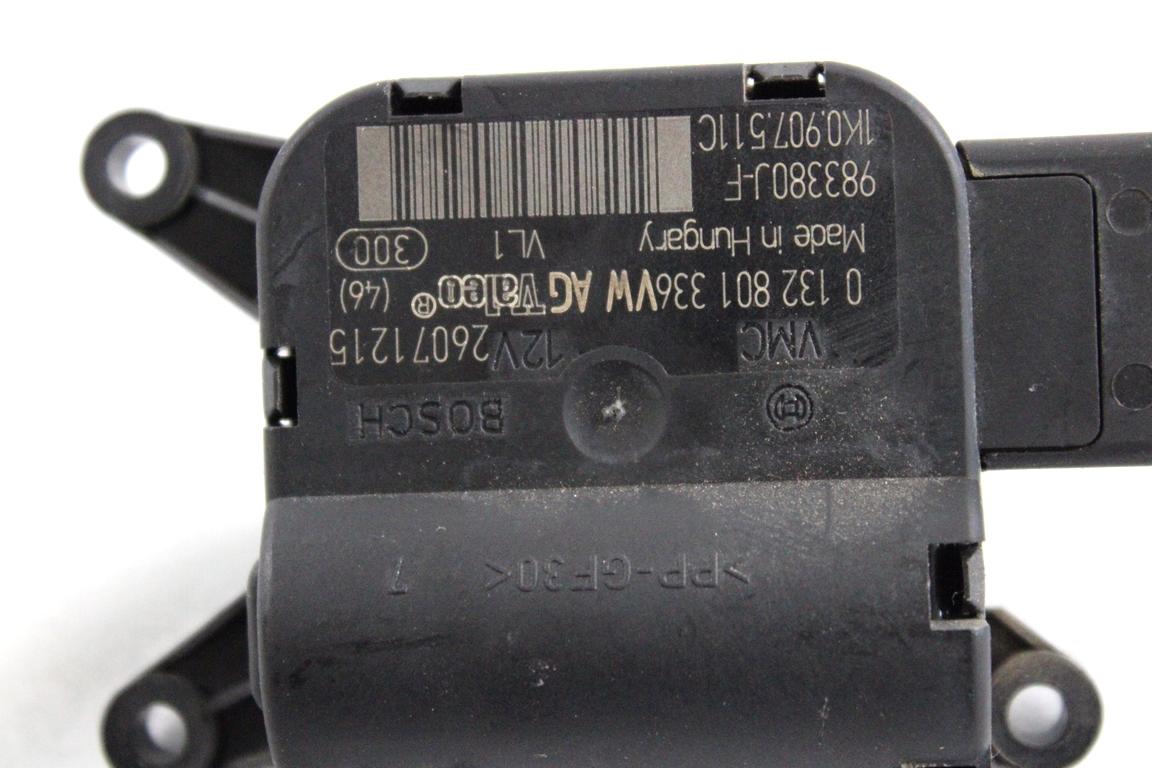 >PP-GF30< 7
BOSCH
VMC 12V 26071215
0 132 801 336 VW AG Valeo® (46)
Made in Hungary VL1 300
983380J-F
1K0.907.511C